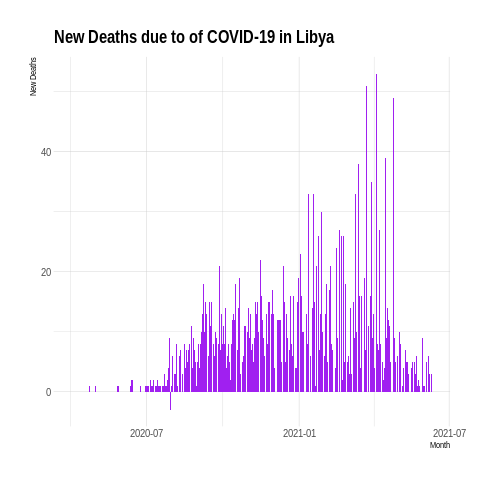 New Deaths due to of COVID-19 in Libya
New Deaths
40
20
0
2020-07
2021-01
2021-07
Month